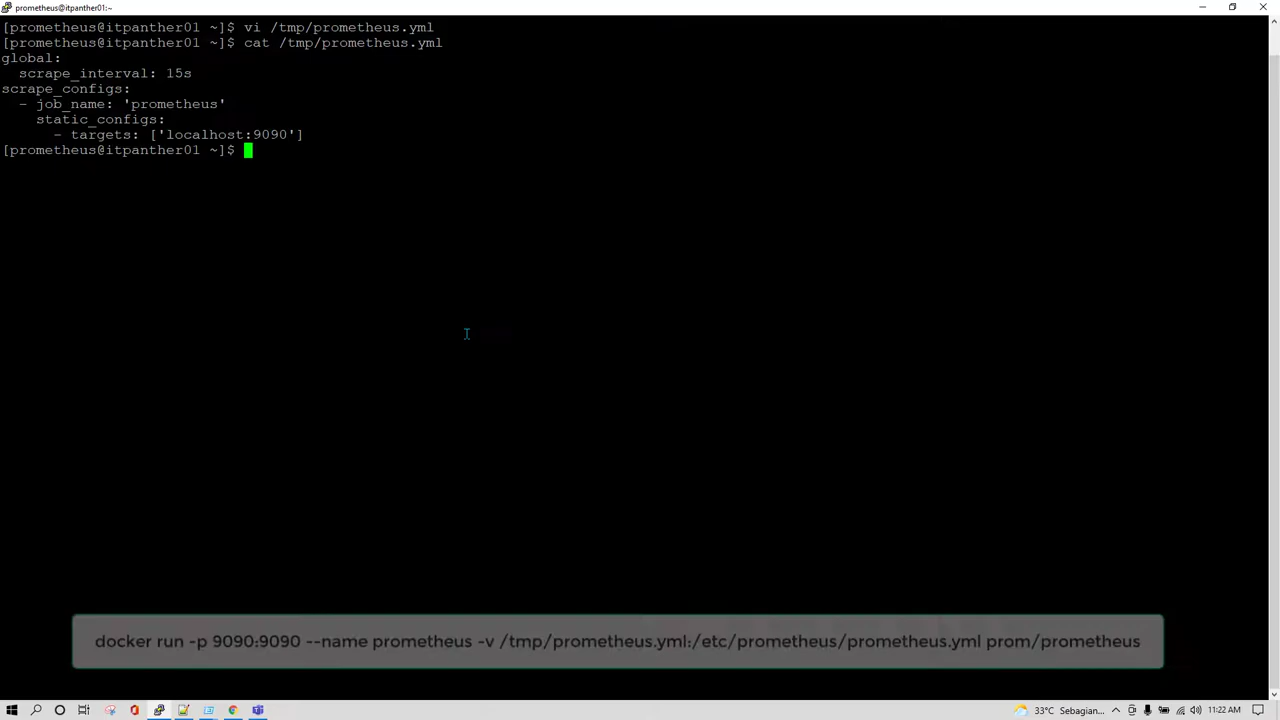 prometheus@itpanther01:~
[prometheus@itpanther01 ~]$ vi /tmp/prometheus.yml
[prometheus@itpanther01 ~]$ cat /tmp/prometheus.yml
global:
  scrape_interval: 15s
scrape_configs:
  - job_name: 'prometheus'
    static_configs:
      - targets: ['localhost:9090']
[prometheus@itpanther01 ~]$
docker run -p 9090:9090 --name prometheus -v /tmp/prometheus.yml:/etc/prometheus/prometheus.yml prom/prometheus
33°C Sebagian... 11:22 AM